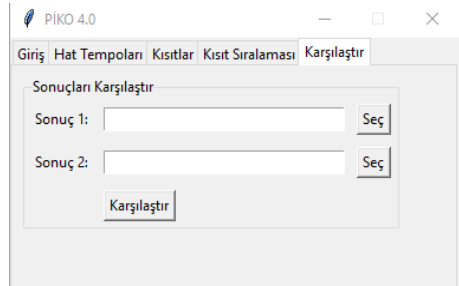 PİKO 4.0
Giriş Hat Tempoları Kısıtlar Kısıt Sıralaması Karşılaştır
Sonuçları Karşılaştır
Sonuç 1: Seç
Sonuç 2: Seç
Karşılaştır